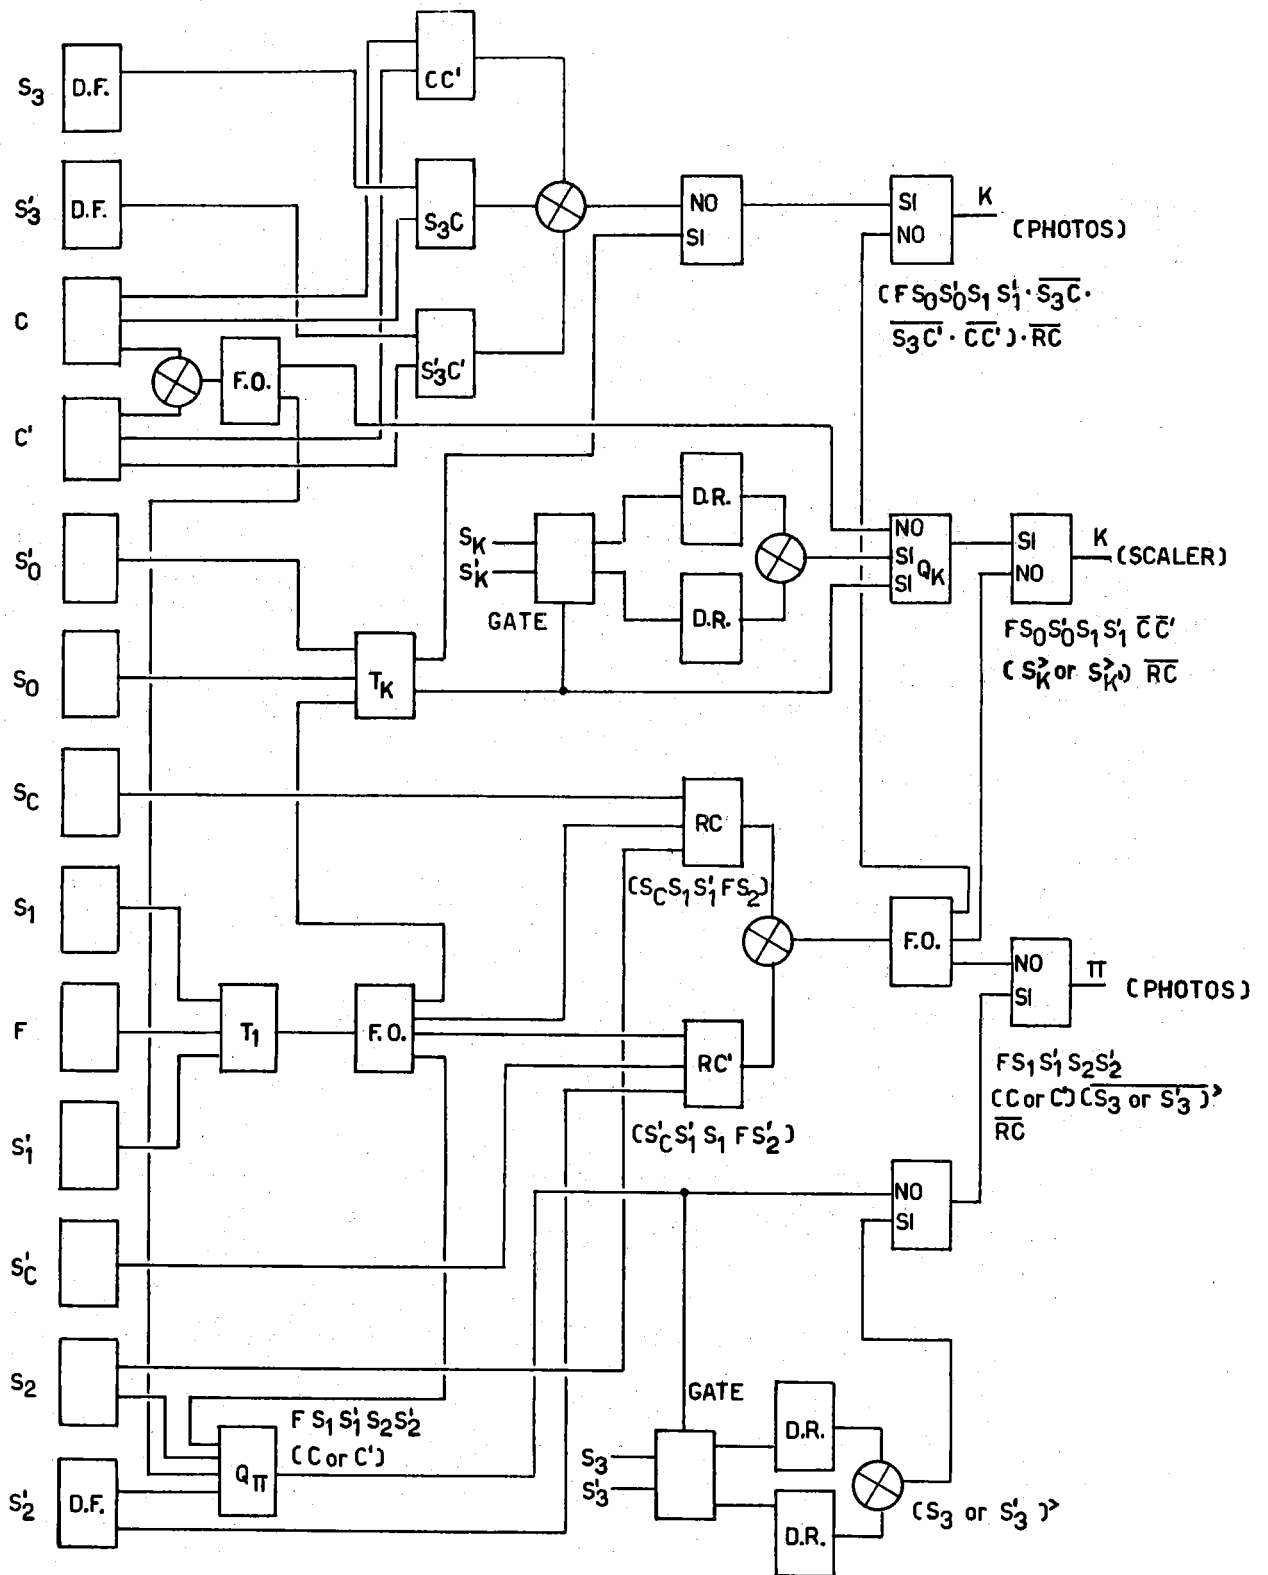 S3 D.F.
CC'
S'3 D.F.
S3C
NO
SI
SI
NO
K
(PHOTOS)
(FS0S'0S1S'1·S3C·
S3C'·CC')·RC
C
S'3C'
F.O.
C'
S'0
SK
S'K
GATE
D.R.
D.R.
NO
SI
SI
QK
SI
NO
K
(SCALER)
FS0S'0S1S'1 C C'
(S>K or S>K') RC
S0
TK
SC
RC
(SCS1S'1FS2)
S1
F.O.
NO
SI
π
(PHOTOS)
F
T1
F.O.
RC'
(S'CS'1S1FS'2)
FS1S'1S2S'2
(C or C')(S3 or S'3)>
RC
S'1
NO
SI
S'C
S2
GATE
FS1S'1S2S'2
(C or C')
Qπ
S3
S'3
D.R.
D.R.
(S3 or S'3)>
S'2 D.F.